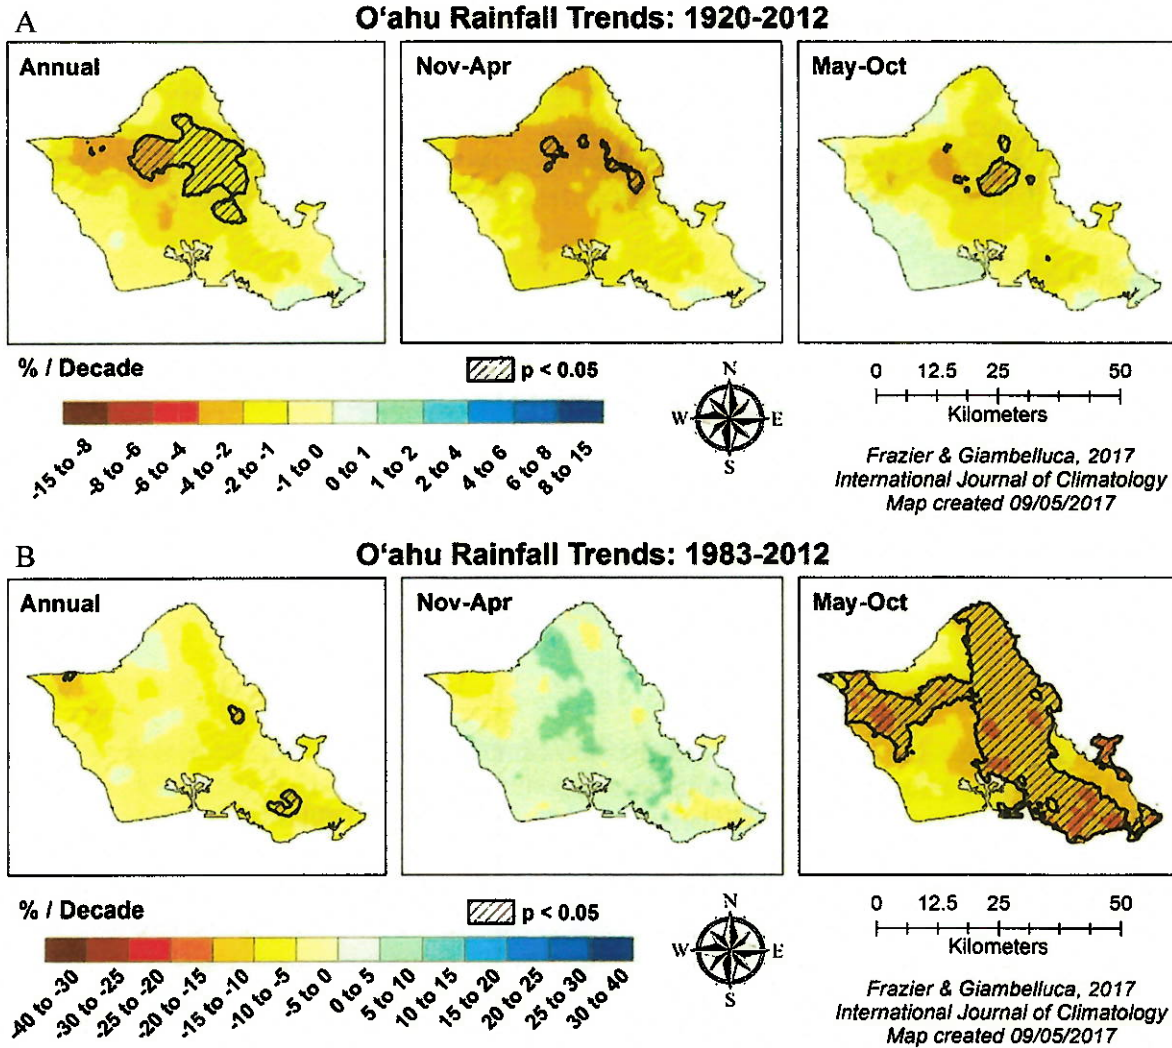 A
O‘ahu Rainfall Trends: 1920-2012
Annual
Nov-Apr
May-Oct
% / Decade
p < 0.05
-15 to -8
-8 to -6
-6 to -4
-4 to -2
-2 to -1
-1 to 0
0 to 1
1 to 2
2 to 4
4 to 6
6 to 8
8 to 15
N
W E
S
0 12.5 25 50
Kilometers
Frazier & Giambelluca, 2017
International Journal of Climatology
Map created 09/05/2017
B
O‘ahu Rainfall Trends: 1983-2012
Annual
Nov-Apr
May-Oct
% / Decade
p < 0.05
-40 to -30
-30 to -25
-25 to -20
-20 to -15
-15 to -10
-10 to -5
-5 to 0
0 to 5
5 to 10
10 to 15
15 to 20
20 to 25
25 to 30
30 to 40
N
W E
S
0 12.5 25 50
Kilometers
Frazier & Giambelluca, 2017
International Journal of Climatology
Map created 09/05/2017